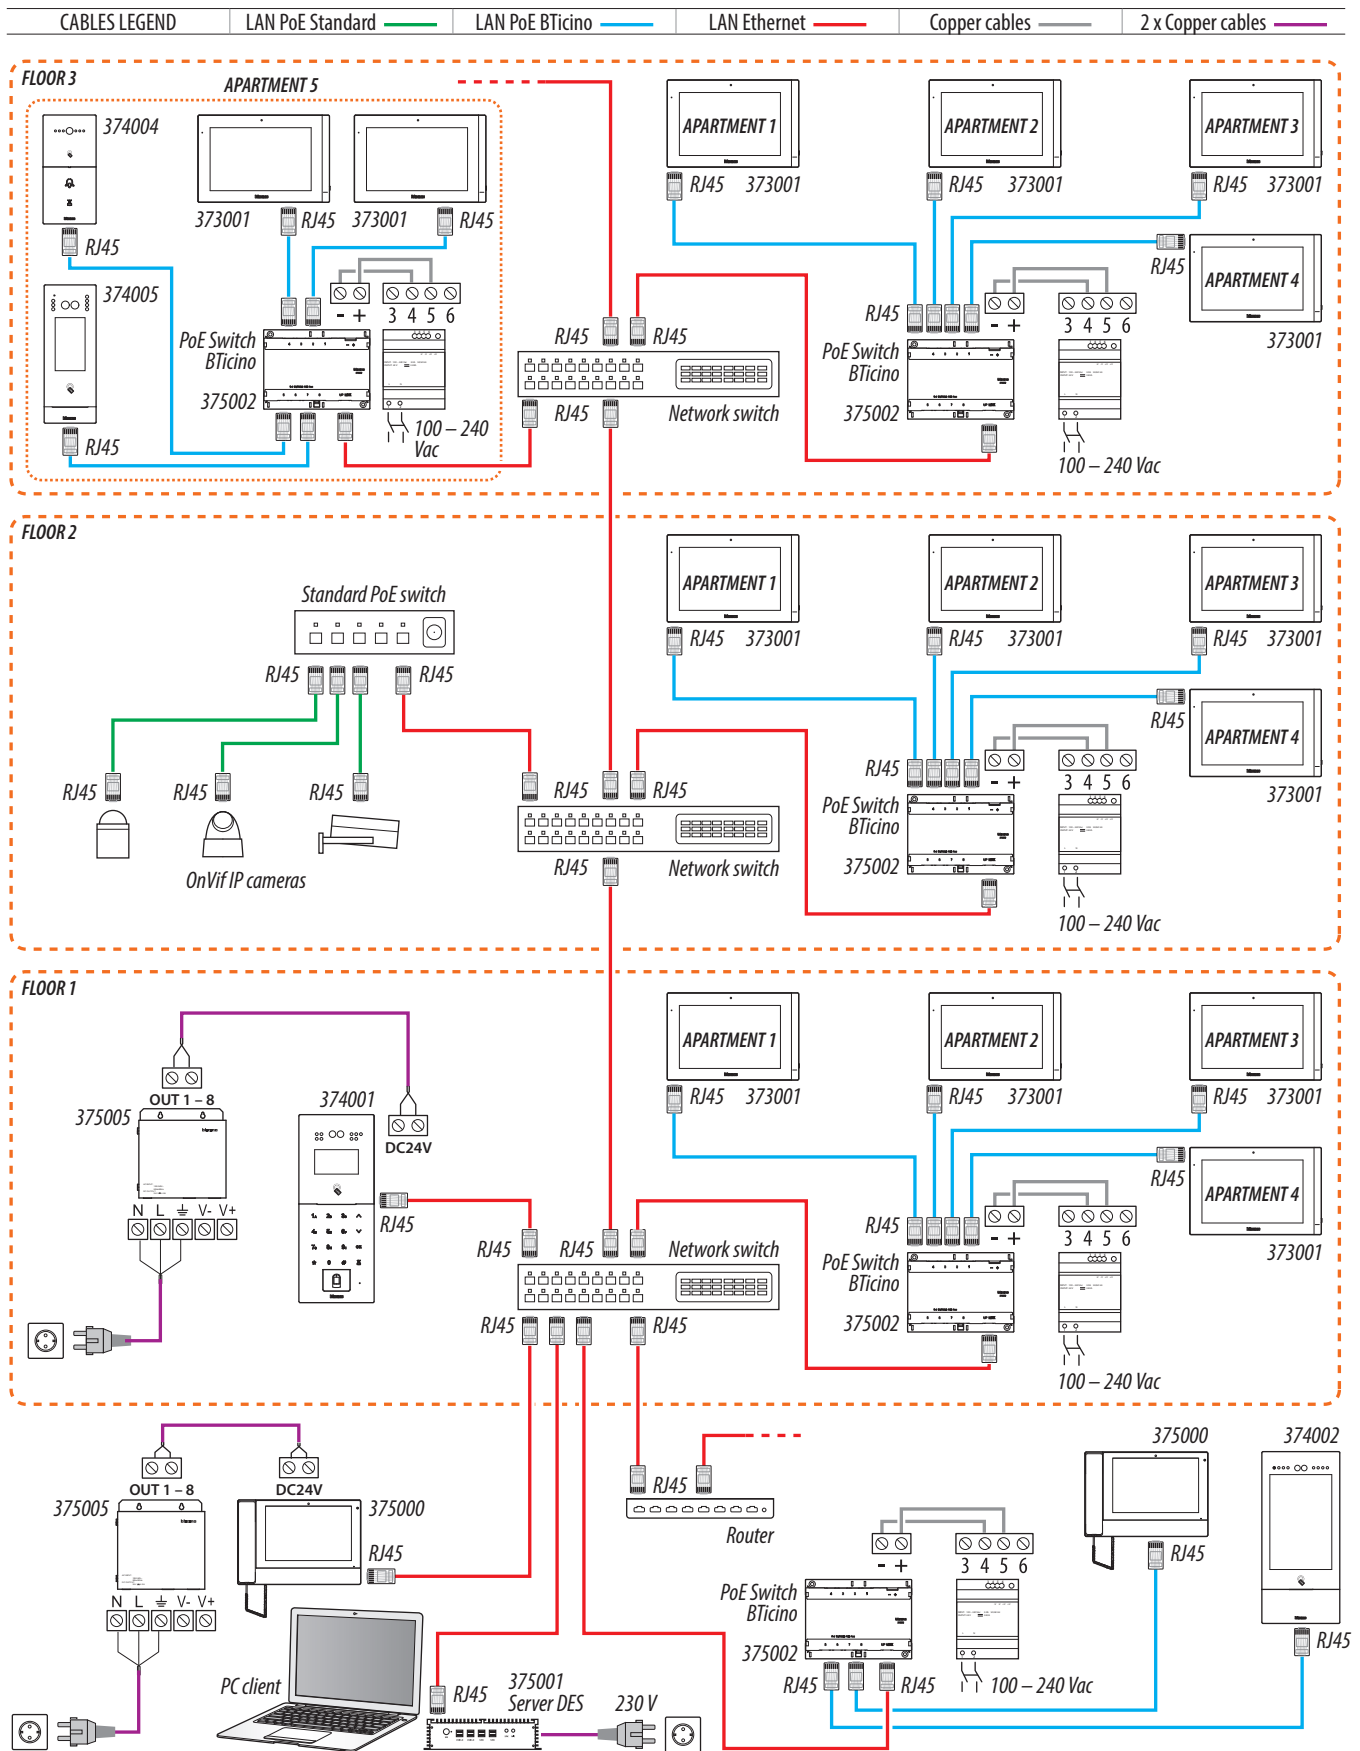 CABLES LEGEND LAN PoE Standard LAN PoE BTicino LAN Ethernet Copper cables 2 x Copper cables
FLOOR 3
APARTMENT 5
374004
RJ45
374005
RJ45
373001 RJ45
373001 RJ45
- +
3 4 5 6
PoE Switch
BTicino
375002
100 – 240
Vac
RJ45 RJ45
RJ45
Network switch
APARTMENT 1
RJ45 373001
APARTMENT 2
RJ45 373001
APARTMENT 3
RJ45 373001
RJ45
APARTMENT 4
373001
RJ45
- +
3 4 5 6
PoE Switch
BTicino
375002
100 – 240 Vac
FLOOR 2
Standard PoE switch
RJ45 RJ45
RJ45 RJ45 RJ45
OnVif IP cameras
RJ45 RJ45
RJ45
Network switch
APARTMENT 1
RJ45 373001
APARTMENT 2
RJ45 373001
APARTMENT 3
RJ45 373001
RJ45
APARTMENT 4
373001
RJ45
- +
3 4 5 6
PoE Switch
BTicino
375002
100 – 240 Vac
FLOOR 1
OUT 1 – 8
375005
N L V- V+
374001
DC24V
RJ45
RJ45 RJ45
Network switch
RJ45 RJ45
APARTMENT 1
RJ45 373001
APARTMENT 2
RJ45 373001
APARTMENT 3
RJ45 373001
RJ45
APARTMENT 4
373001
RJ45
- +
3 4 5 6
PoE Switch
BTicino
375002
100 – 240 Vac
OUT 1 – 8
375005
N L V- V+
DC24V
375000
RJ45
PC client
RJ45
375001
Server DES
230 V
RJ45
Router
- +
3 4 5 6
PoE Switch
BTicino
375002
RJ45 RJ45
100 – 240 Vac
375000
RJ45
374002
RJ45